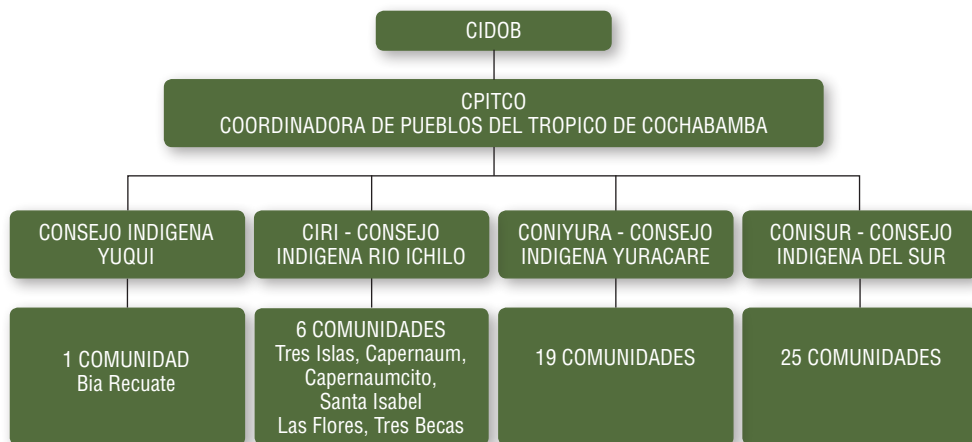 CIDOB
CPITCO
COORDINADORA DE PUEBLOS DEL TROPICO DE COCHABAMBA
CONSEJO INDIGENA
YUQUI
CIRI - CONSEJO
INDIGENA RIO ICHILO
CONIYURA - CONSEJO
INDIGENA YURACARE
CONISUR - CONSEJO
INDIGENA DEL SUR
1 COMUNIDAD
Bia Recuate
6 COMUNIDADES
Tres Islas, Capernaum,
Capernaumcito,
Santa Isabel
Las Flores, Tres Becas
19 COMUNIDADES
25 COMUNIDADES